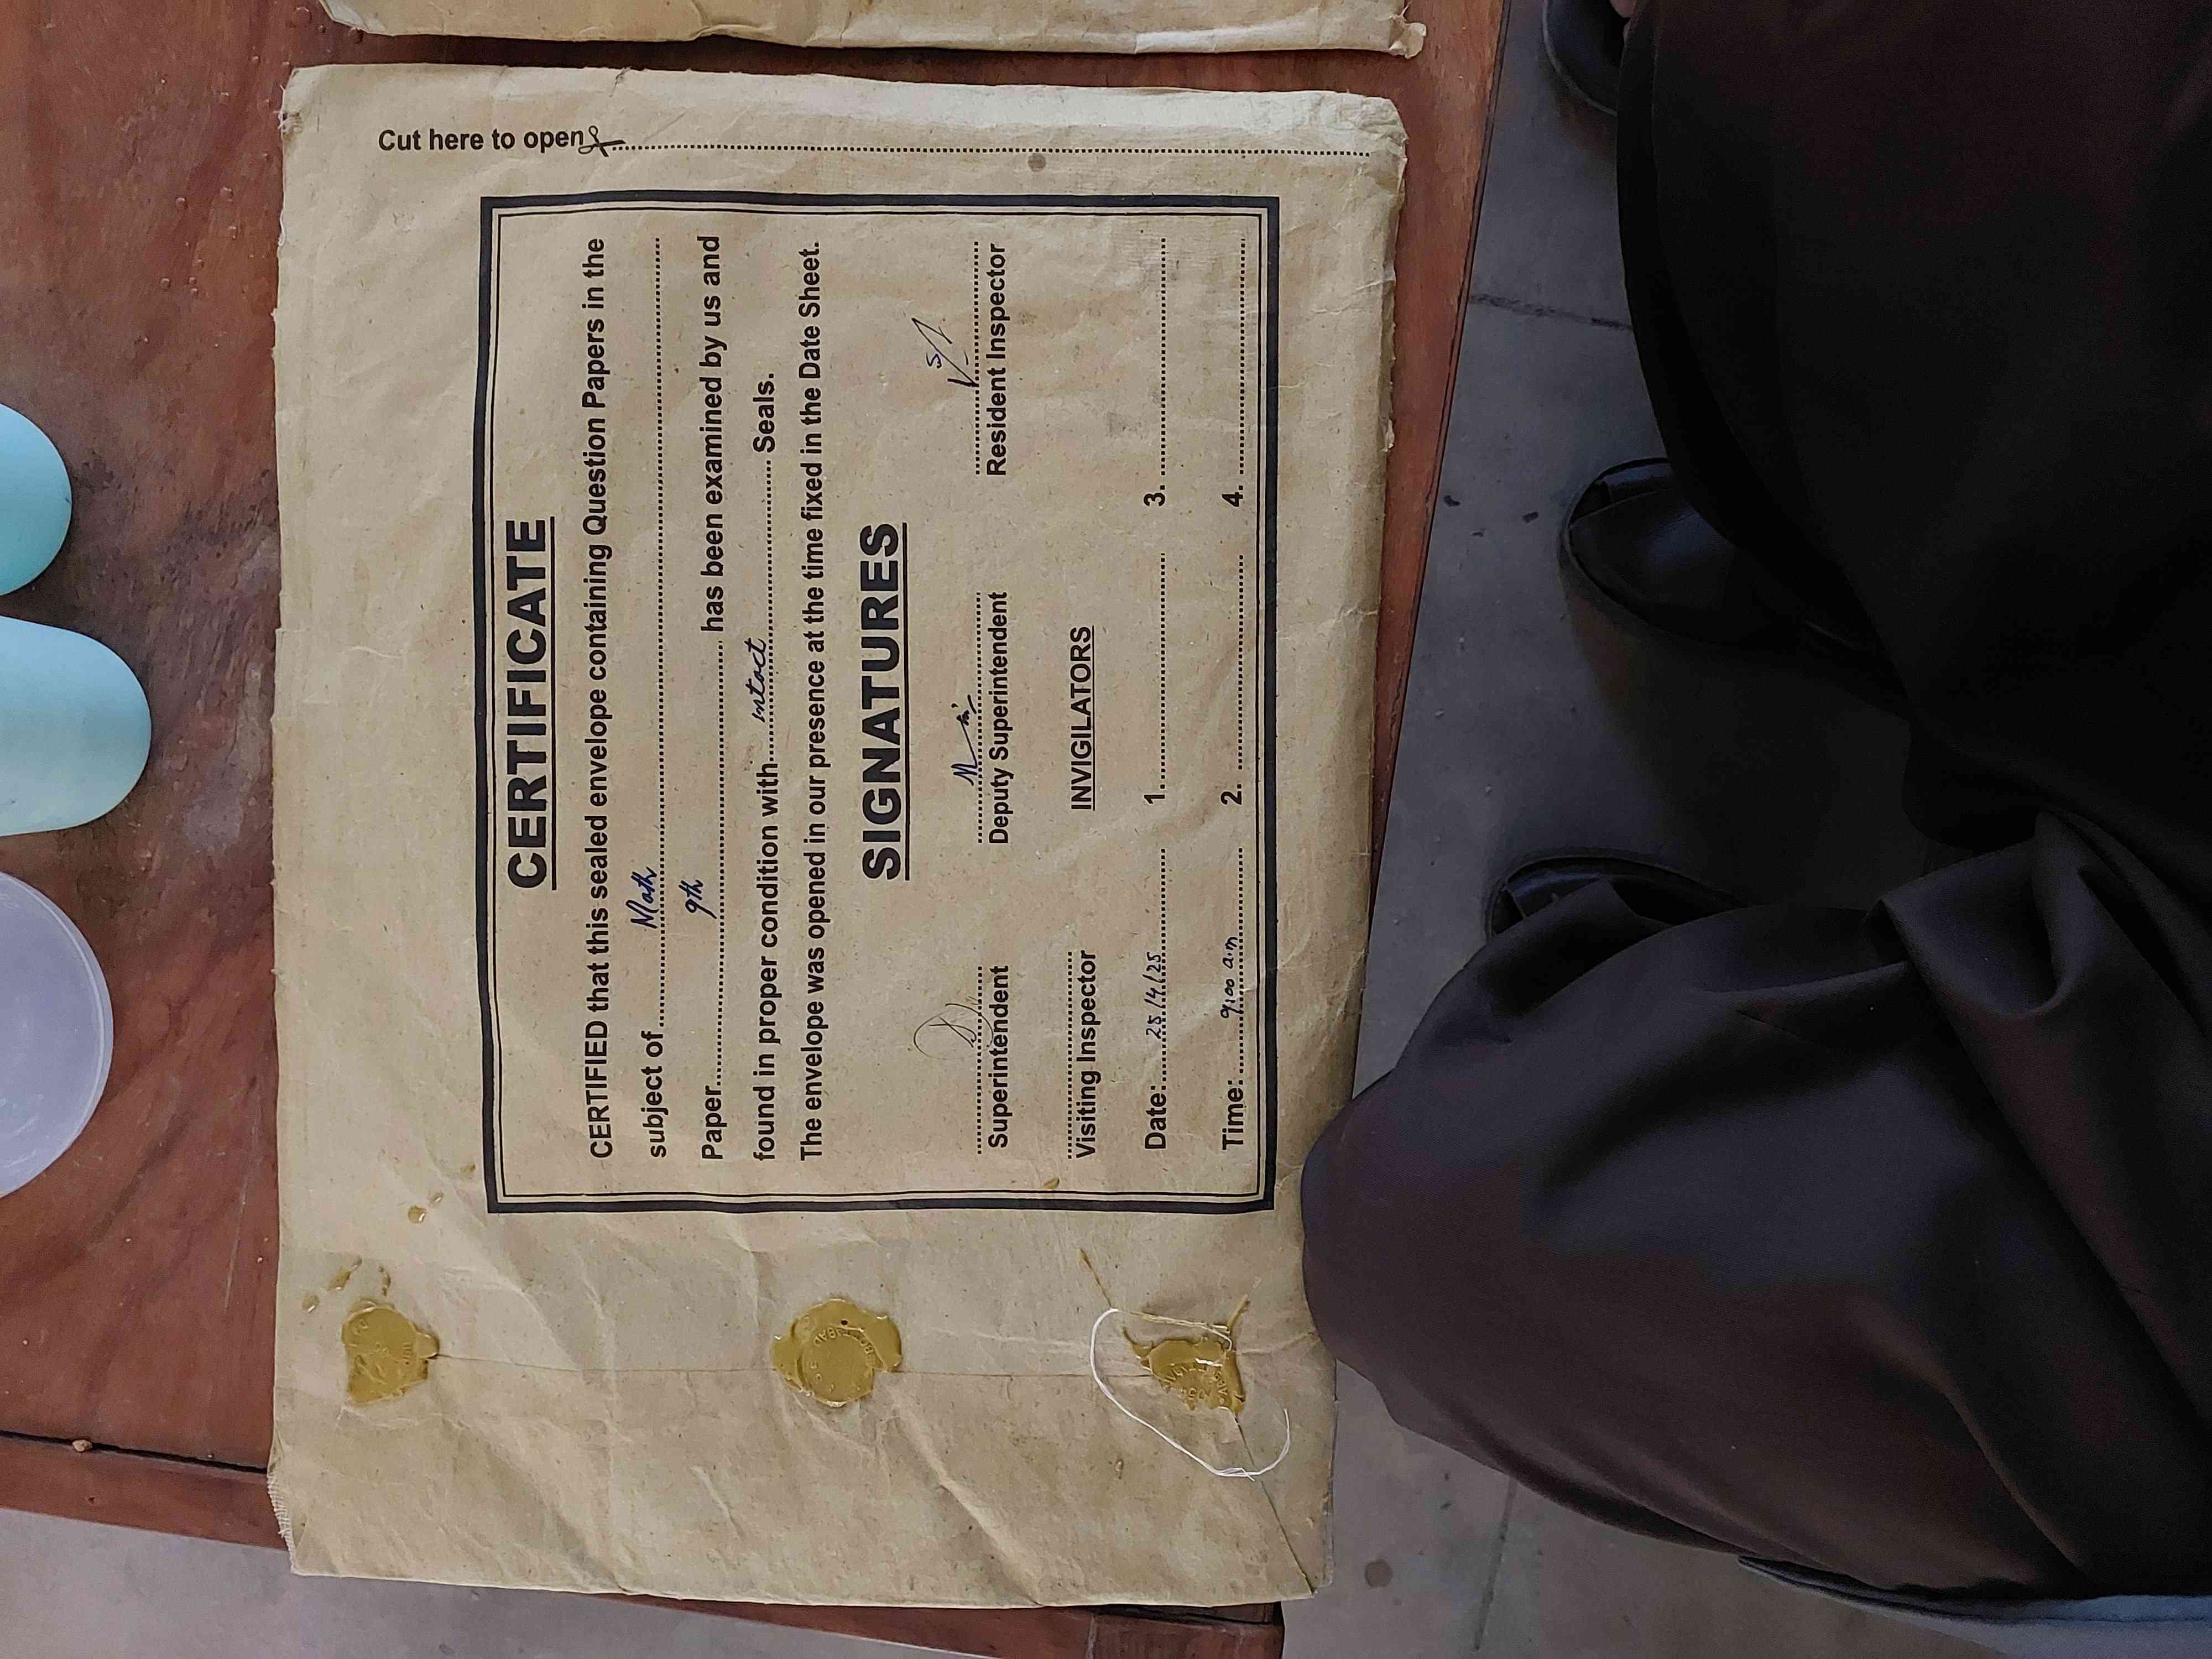 Cut here to open
CERTIFICATE
CERTIFIED that this sealed envelope containing Question Papers in the
subject of Math
Paper 9th has been examined by us and
found in proper condition with intact Seals.
The envelope was opened in our presence at the time fixed in the Date Sheet.
SIGNATURES
Superintendent Deputy Superintendent Resident Inspector
Visiting Inspector INVIGILATORS
Date: 25/4/25 1. 3.
Time: 9:00 a.m 2. 4.